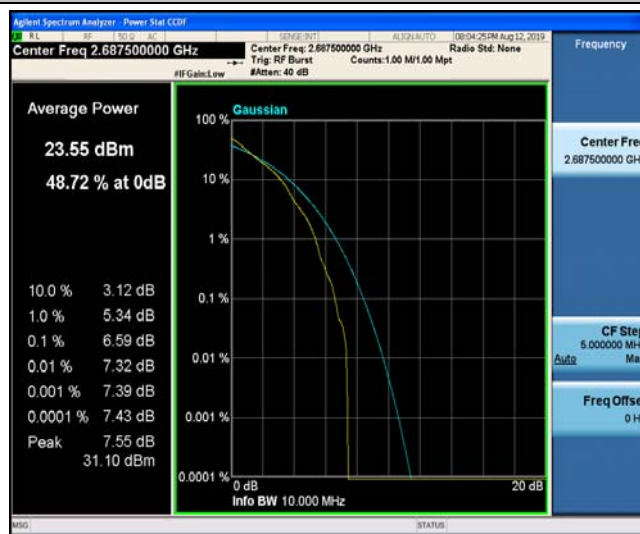 Agilent Spectrum Analyzer - Power Stat CCDF
RL RF 50 Ω AC SENSE:INT ALIGN AUTO 08:04:25 PM Aug 12, 2019
Center Freq 2.687500000 GHz
Center Freq: 2.687500000 GHz Radio Std: None
Trig: RF Burst Counts:1.00 M/1.00 Mpt
#IFGain:Low #Atten: 40 dB
Frequency
Average Power
23.55 dBm
48.72 % at 0dB
10.0 % 3.12 dB
1.0 % 5.34 dB
0.1 % 6.59 dB
0.01 % 7.32 dB
0.001 % 7.39 dB
0.0001 % 7.43 dB
Peak 7.55 dB
31.10 dBm
Gaussian
100 %
10 %
1 %
0.1 %
0.01 %
0.001 %
0.0001 %
0 dB 20 dB
Info BW 10.000 MHz
Center Fre
2.687500000 GH
CF Step
5.000000 MH
Auto Ma
Freq Offse
0 H
MSG STATUS